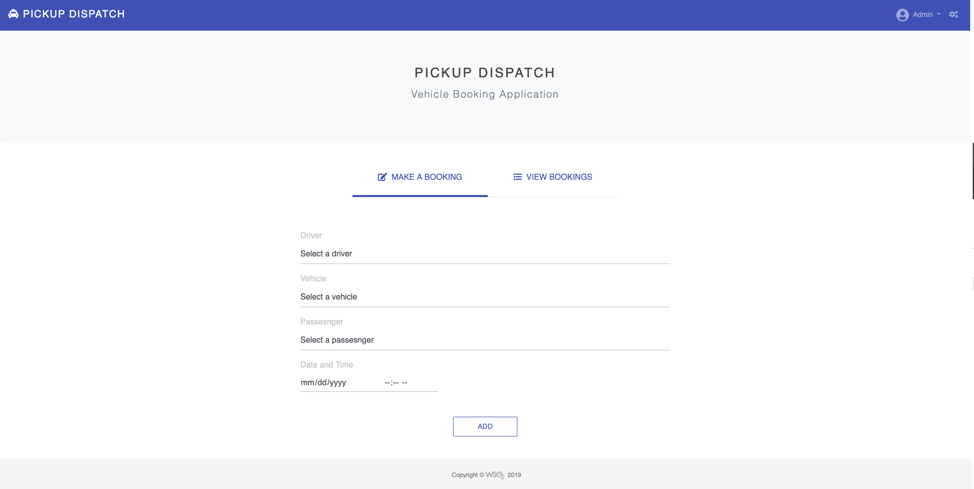 PICKUP DISPATCH
Admin
PICKUP DISPATCH
Vehicle Booking Application
MAKE A BOOKING
VIEW BOOKINGS
Driver
Select a driver
Vehicle
Select a vehicle
Passesnger
Select a passesnger
Date and Time
mm/dd/yyyy --:-- --
ADD
Copyright © WSO2 2019